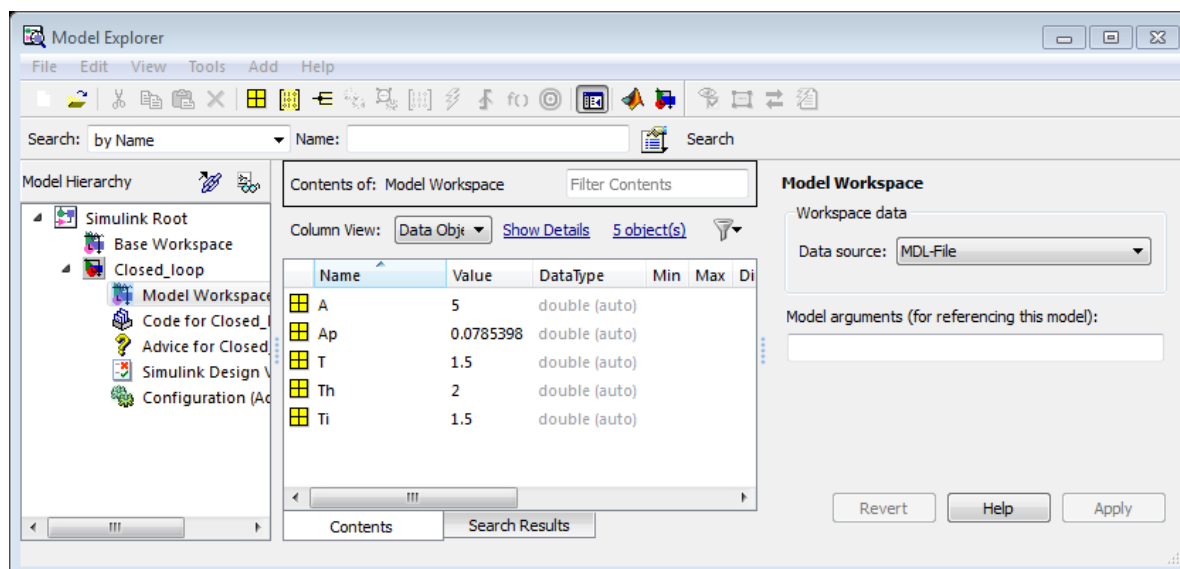 Model Explorer
File Edit View Tools Add Help
Search: by Name Name: Search
Model Hierarchy
Simulink Root
Base Workspace
Closed_loop
Model Workspace
Code for Closed_l
Advice for Closed_
Simulink Design V
Configuration (Ac
Contents of: Model Workspace Filter Contents
Column View: Data Obje Show Details 5 object(s)
Name Value DataType Min Max Di
A 5 double (auto)
Ap 0.0785398 double (auto)
T 1.5 double (auto)
Th 2 double (auto)
Ti 1.5 double (auto)
Contents Search Results
Model Workspace
Workspace data
Data source: MDL-File
Model arguments (for referencing this model):
Revert Help Apply